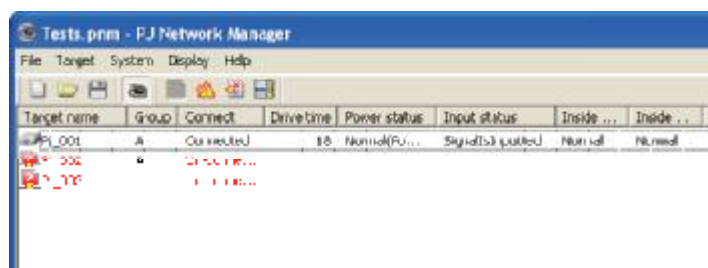 Tests.pnm - PJ Network Manager
File Target System Display Help
Target name Group Connect Drive time Power status Input status Inside ... Inside ...
Pj_001 A Connected 18 Normal(Po... Signal is inputted Normal Normal